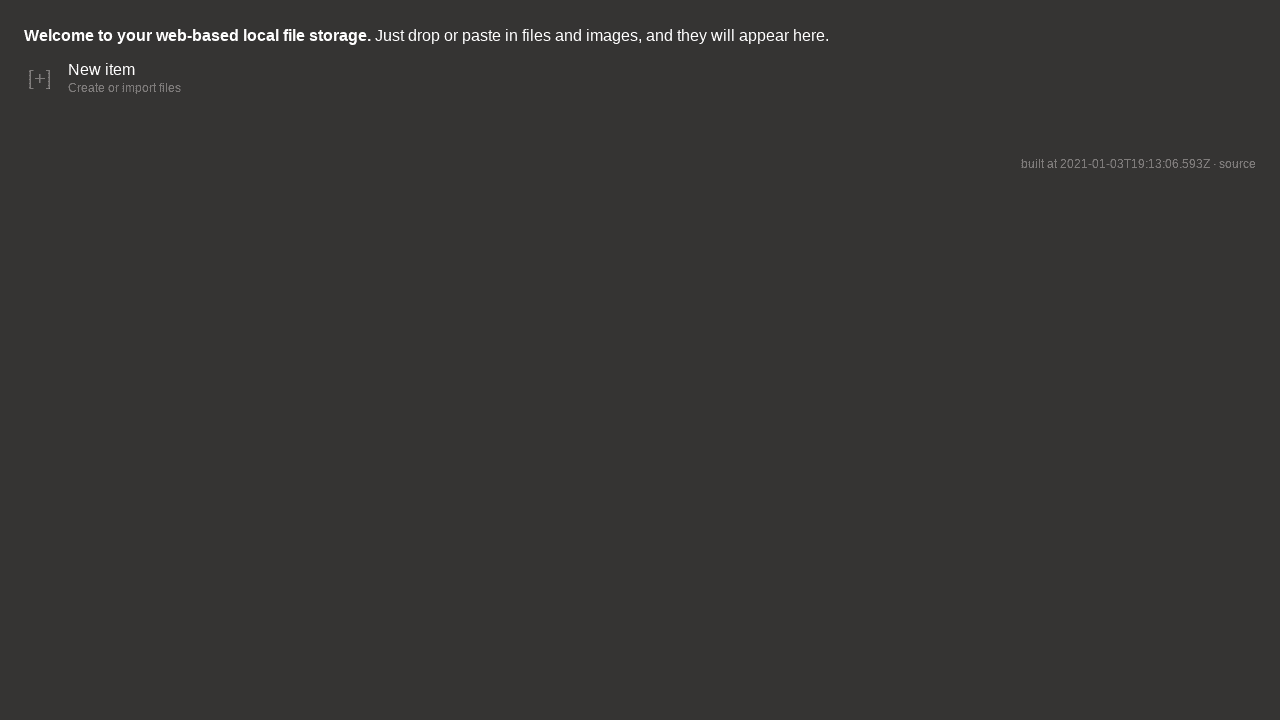 Welcome to your web-based local file storage. Just drop or paste in files and images, and they will appear here.
[+]
New item
Create or import files
built at 2021-01-03T19:13:06.593Z · source